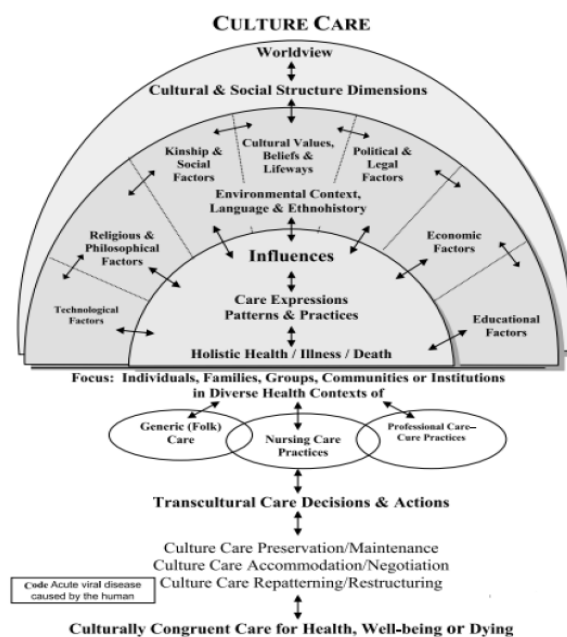 CULTURE CARE
Worldview
Cultural & Social Structure Dimensions
Kinship &
Social
Factors
Cultural Values,
Beliefs &
Lifeways
Political &
Legal
Factors
Environmental Context,
Language & Ethnohistory
Religious &
Philosophical
Factors
Influences
Economic
Factors
Technological
Factors
Care Expressions
Patterns & Practices
Educational
Factors
Holistic Health / Illness / Death
Focus: Individuals, Families, Groups, Communities or Institutions
in Diverse Health Contexts of
Generic (Folk)
Care
Nursing Care
Practices
Professional Care–
Cure Practices
Transcultural Care Decisions & Actions
Culture Care Preservation/Maintenance
Culture Care Accommodation/Negotiation
Culture Care Repatterning/Restructuring
Code Acute viral disease
caused by the human
Culturally Congruent Care for Health, Well-being or Dying